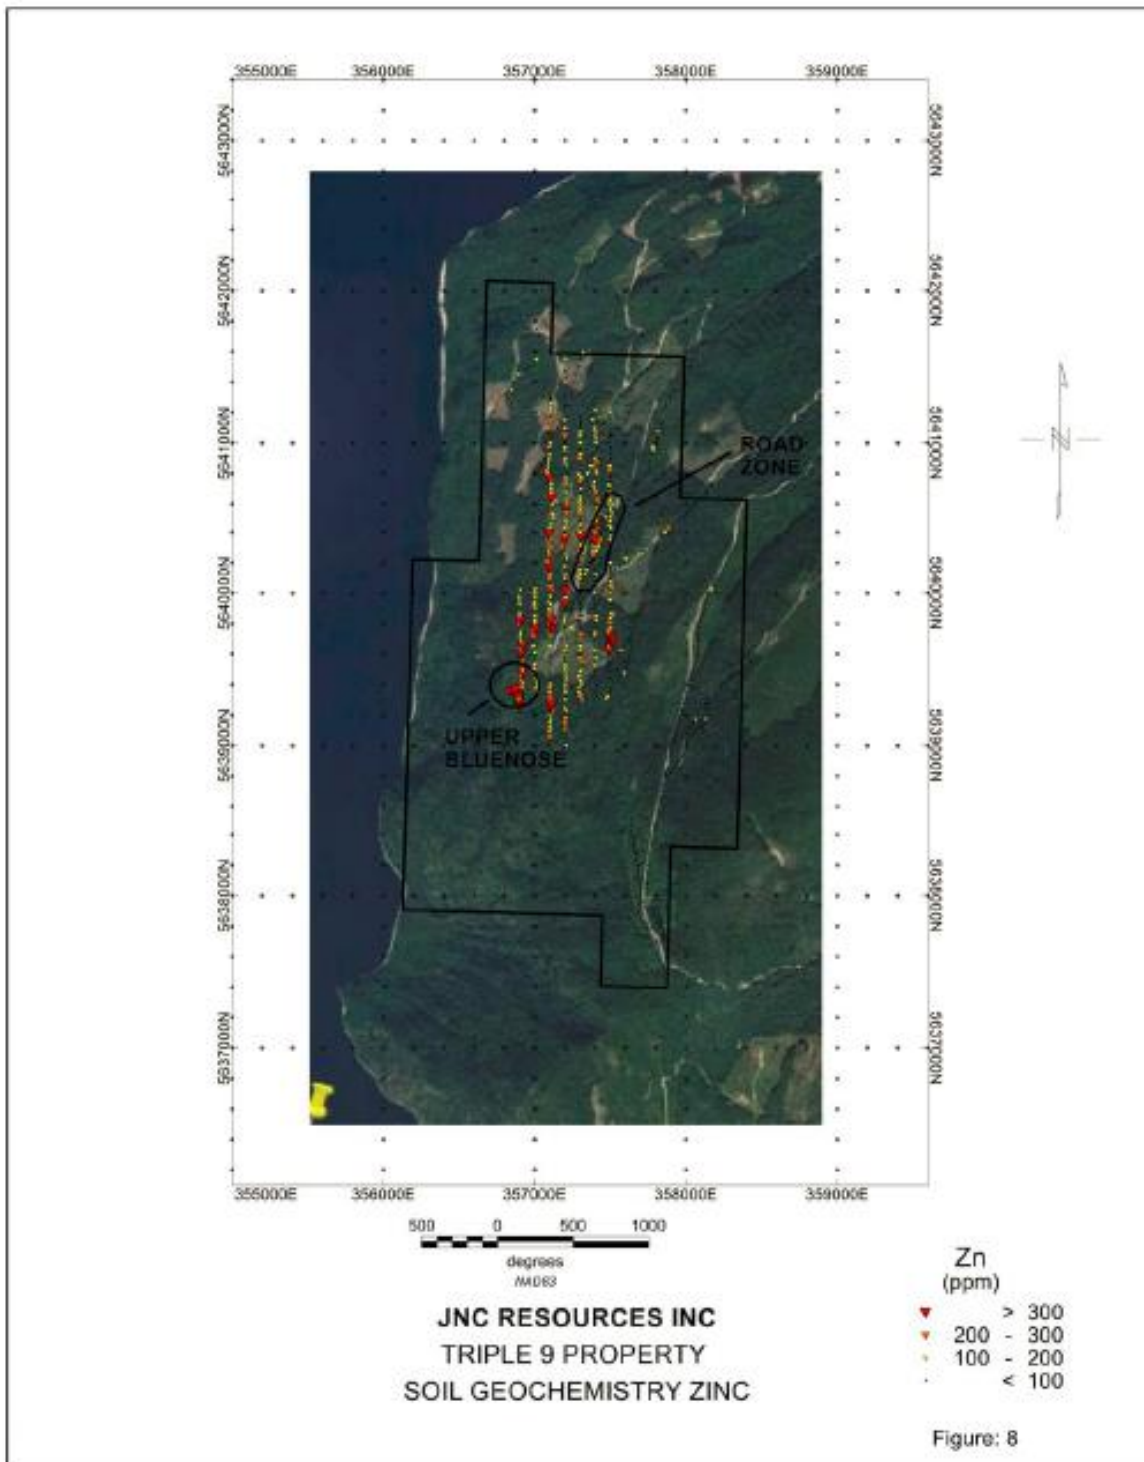 355000E 356000E 357000E 358000E 359000E
5643000N 5643000N
5642000N 5642000N
5641000N 5641000N
ROAD
ZONE
N
5640000N 5640000N
UPPER
BLUENOSE
5639000N 5639000N
5638000N 5638000N
5637000N 5637000N
355000E 356000E 357000E 358000E 359000E
500 0 500 1000
degrees
NAD83
JNC RESOURCES INC
TRIPLE 9 PROPERTY
SOIL GEOCHEMISTRY ZINC
Zn
(ppm)
> 300
200 - 300
100 - 200
< 100
Figure: 8